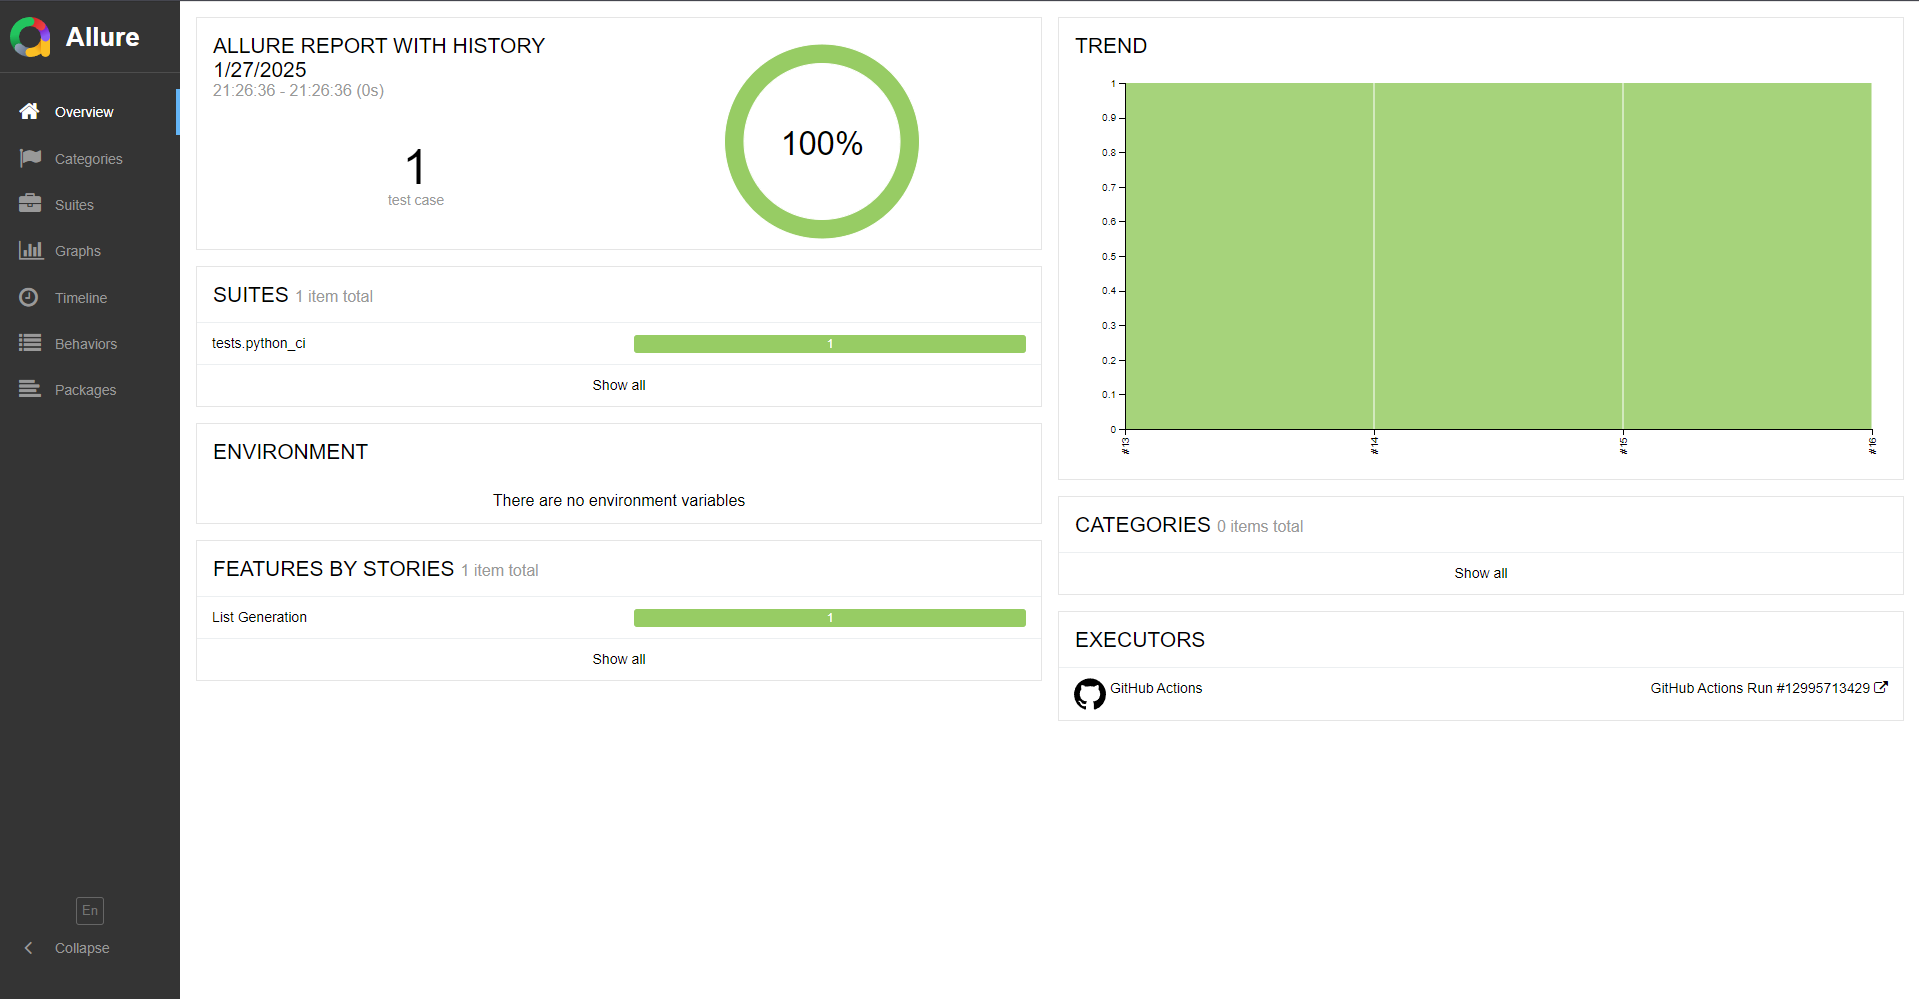 Allure
Overview
Categories
Suites
Graphs
Timeline
Behaviors
Packages
En
Collapse
ALLURE REPORT WITH HISTORY
1/27/2025
21:26:36 - 21:26:36 (0s)
1
test case
100%
SUITES 1 item total
tests.python_ci 1
Show all
ENVIRONMENT
There are no environment variables
FEATURES BY STORIES 1 item total
List Generation 1
Show all
TREND
1
0.9
0.8
0.7
0.6
0.5
0.4
0.3
0.2
0.1
0
#13 #14 #15 #16
CATEGORIES 0 items total
Show all
EXECUTORS
GitHub Actions GitHub Actions Run #12995713429